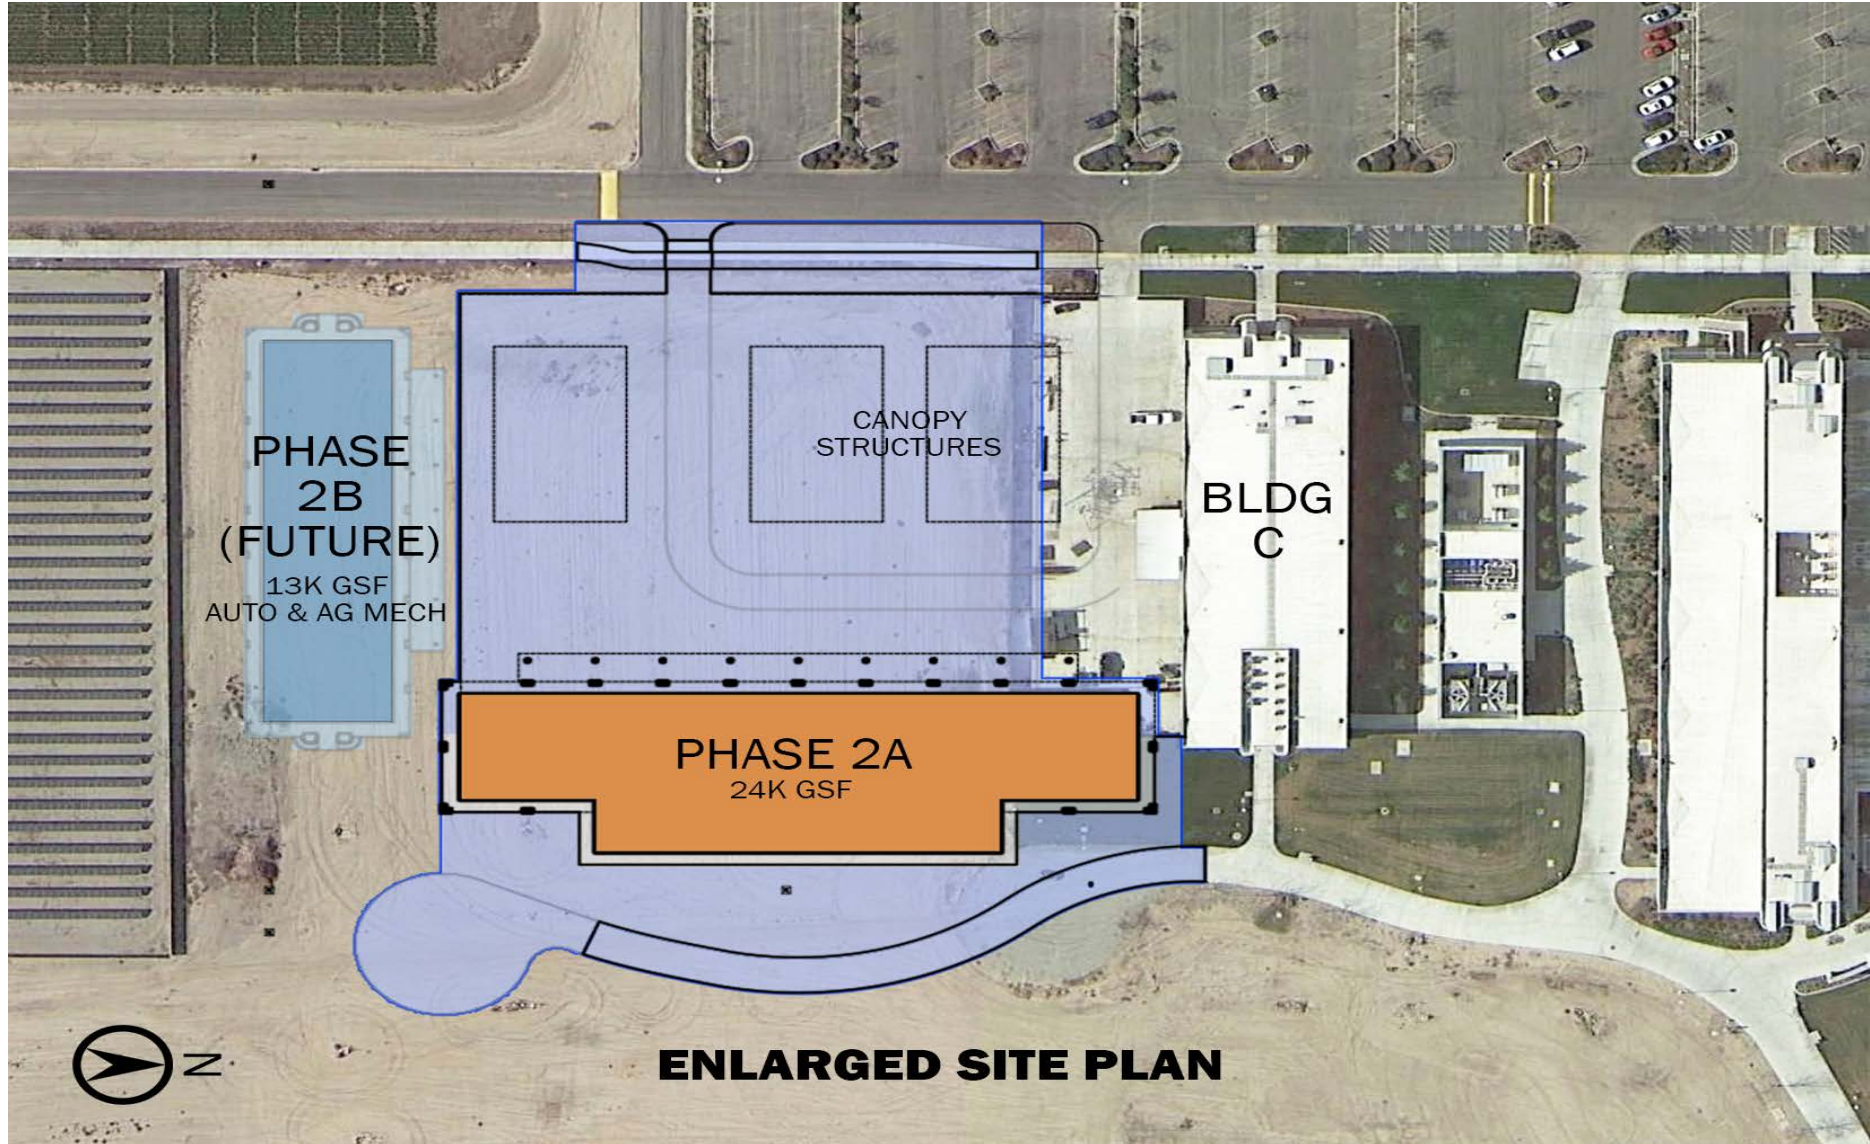 CANOPY
STRUCTURES
PHASE
2B
(FUTURE)
13K GSF
AUTO & AG MECH
BLDG
C
PHASE 2A
24K GSF
N
ENLARGED SITE PLAN